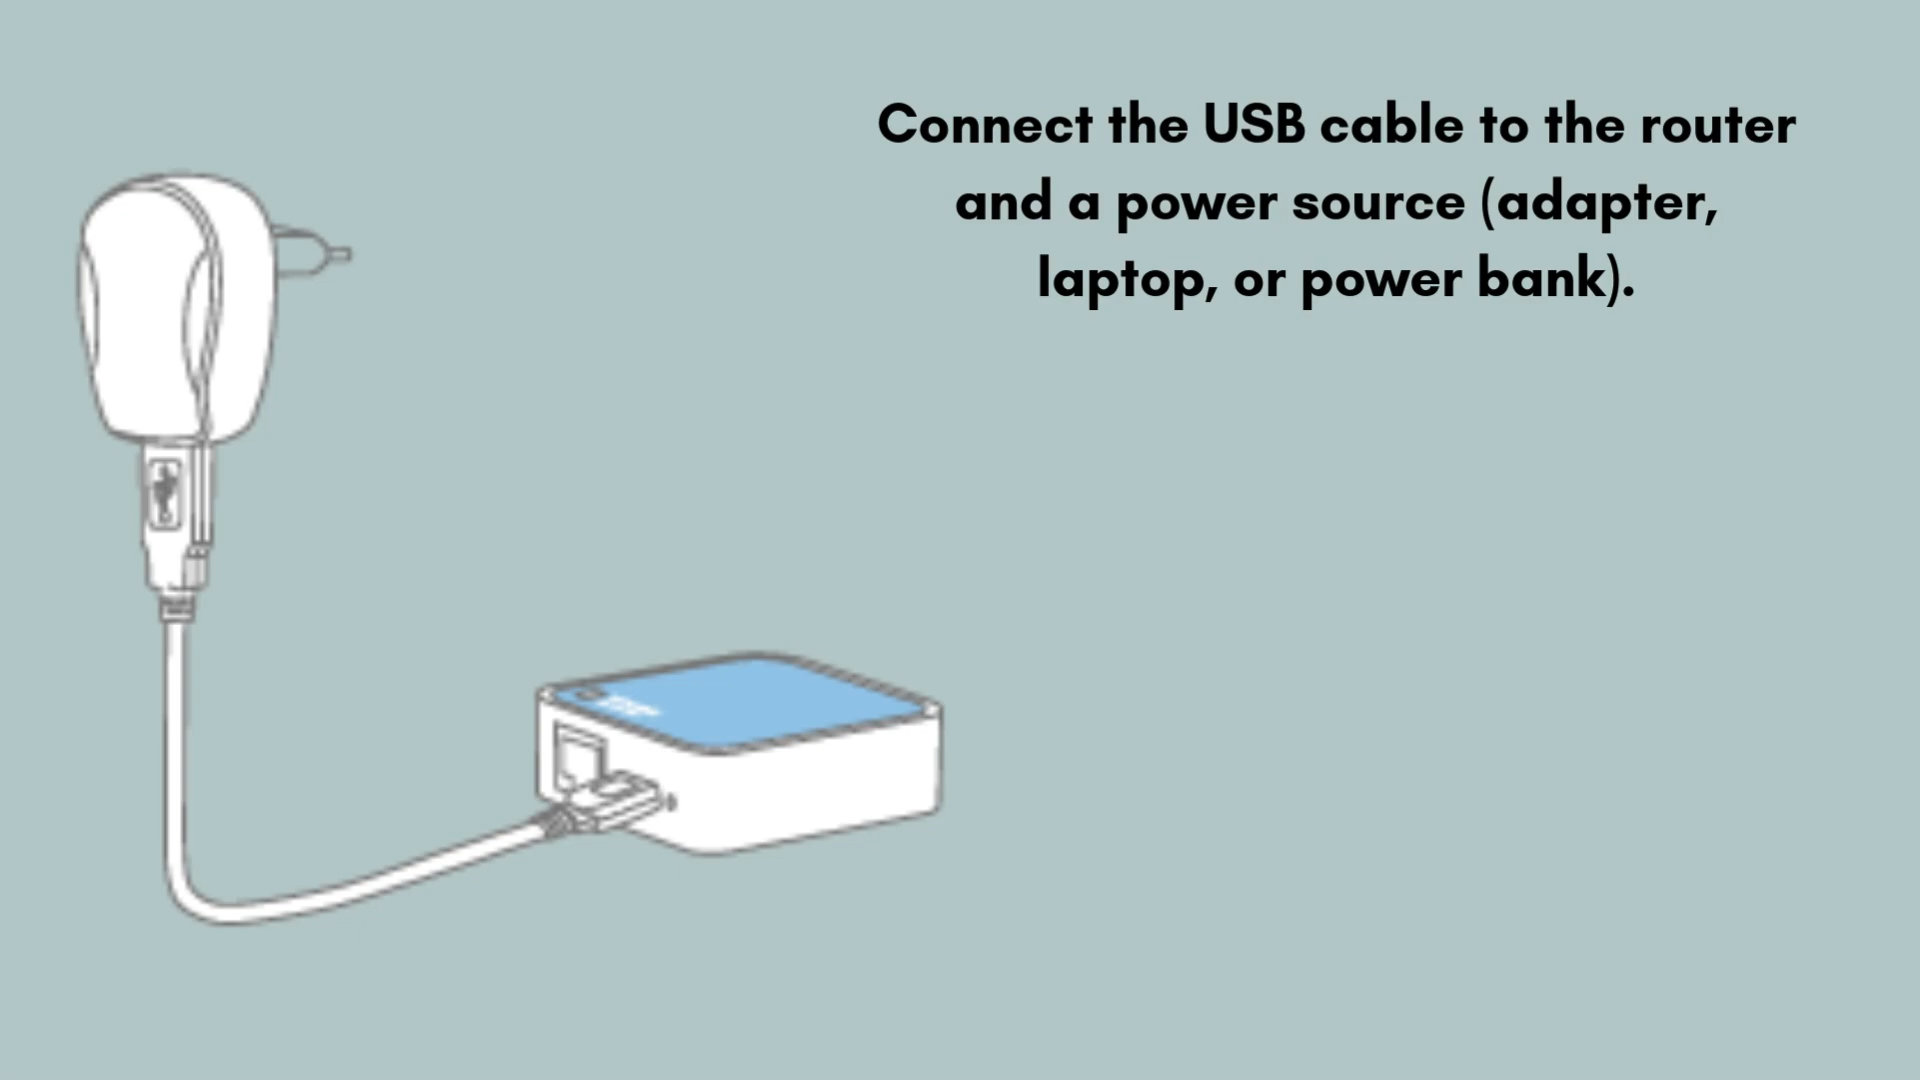 Connect the USB cable to the router
and a power source (adapter,
laptop, or power bank).